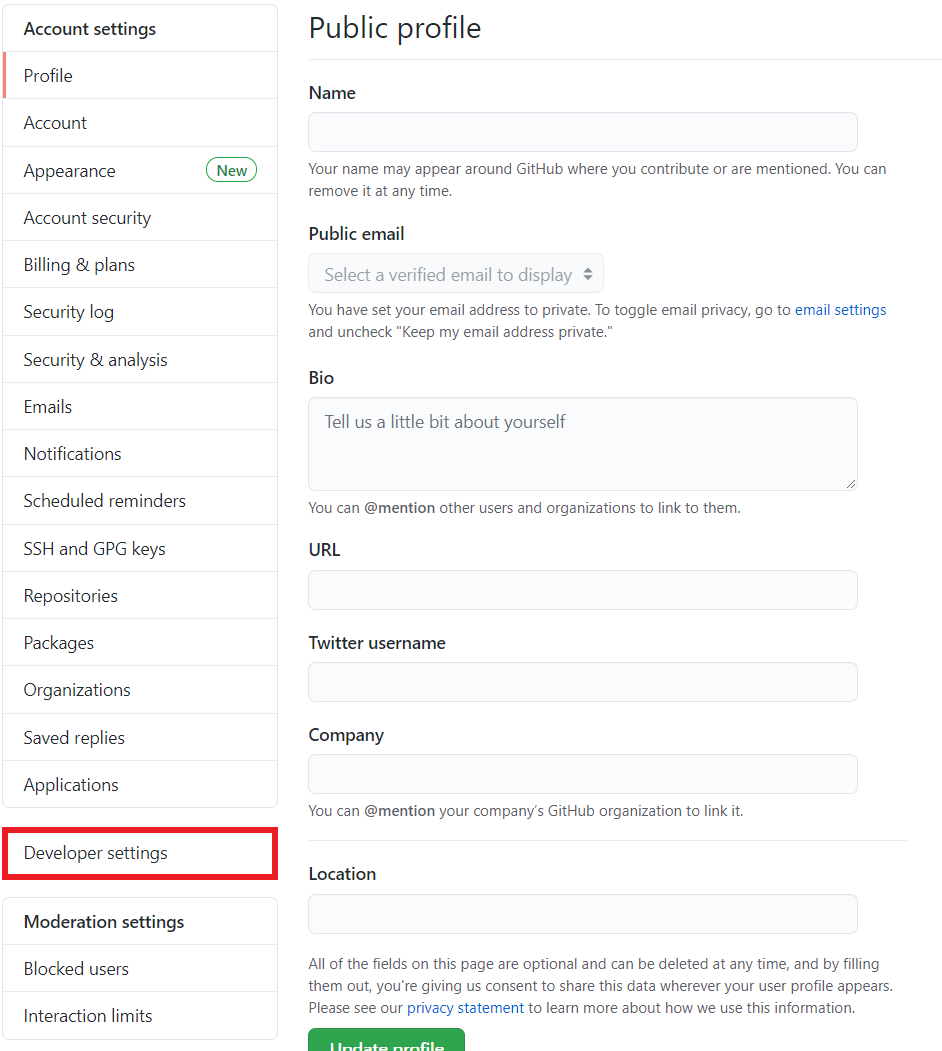 Account settings
Profile
Account
Appearance New
Account security
Billing & plans
Security log
Security & analysis
Emails
Notifications
Scheduled reminders
SSH and GPG keys
Repositories
Packages
Organizations
Saved replies
Applications
Developer settings
Moderation settings
Blocked users
Interaction limits
Public profile
Name
Your name may appear around GitHub where you contribute or are mentioned. You can
remove it at any time.
Public email
Select a verified email to display
You have set your email address to private. To toggle email privacy, go to email settings
and uncheck "Keep my email address private."
Bio
Tell us a little bit about yourself
You can @mention other users and organizations to link to them.
URL
Twitter username
Company
You can @mention your company's GitHub organization to link it.
Location
All of the fields on this page are optional and can be deleted at any time, and by filling
them out, you're giving us consent to share this data wherever your user profile appears.
Please see our privacy statement to learn more about how we use this information.
Update profile